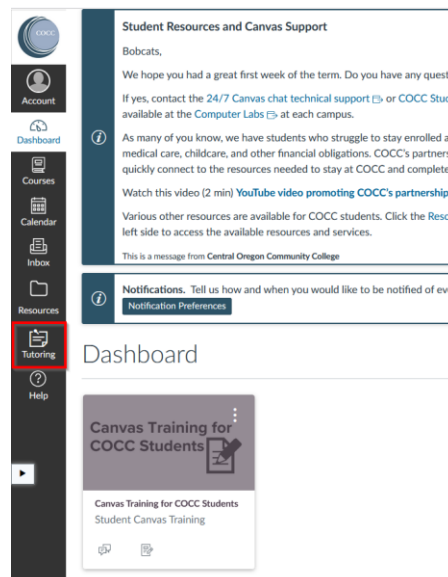 COCC
Account
Dashboard
Courses
Calendar
Inbox
Resources
Tutoring
Help
Student Resources and Canvas Support
Bobcats,
We hope you had a great first week of the term. Do you have any quest
If yes, contact the 24/7 Canvas chat technical support or COCC Stud
available at the Computer Labs at each campus.
As many of you know, we have students who struggle to stay enrolled a
medical care, childcare, and other financial obligations. COCC's partners
quickly connect to the resources needed to stay at COCC and complete
Watch this video (2 min) YouTube video promoting COCC's partnership
Various other resources are available for COCC students. Click the Reso
left side to access the available resources and services.
This is a message from Central Oregon Community College
Notifications. Tell us how and when you would like to be notified of eve
Notification Preferences
Dashboard
Canvas Training for
COCC Students
Canvas Training for COCC Students
Student Canvas Training